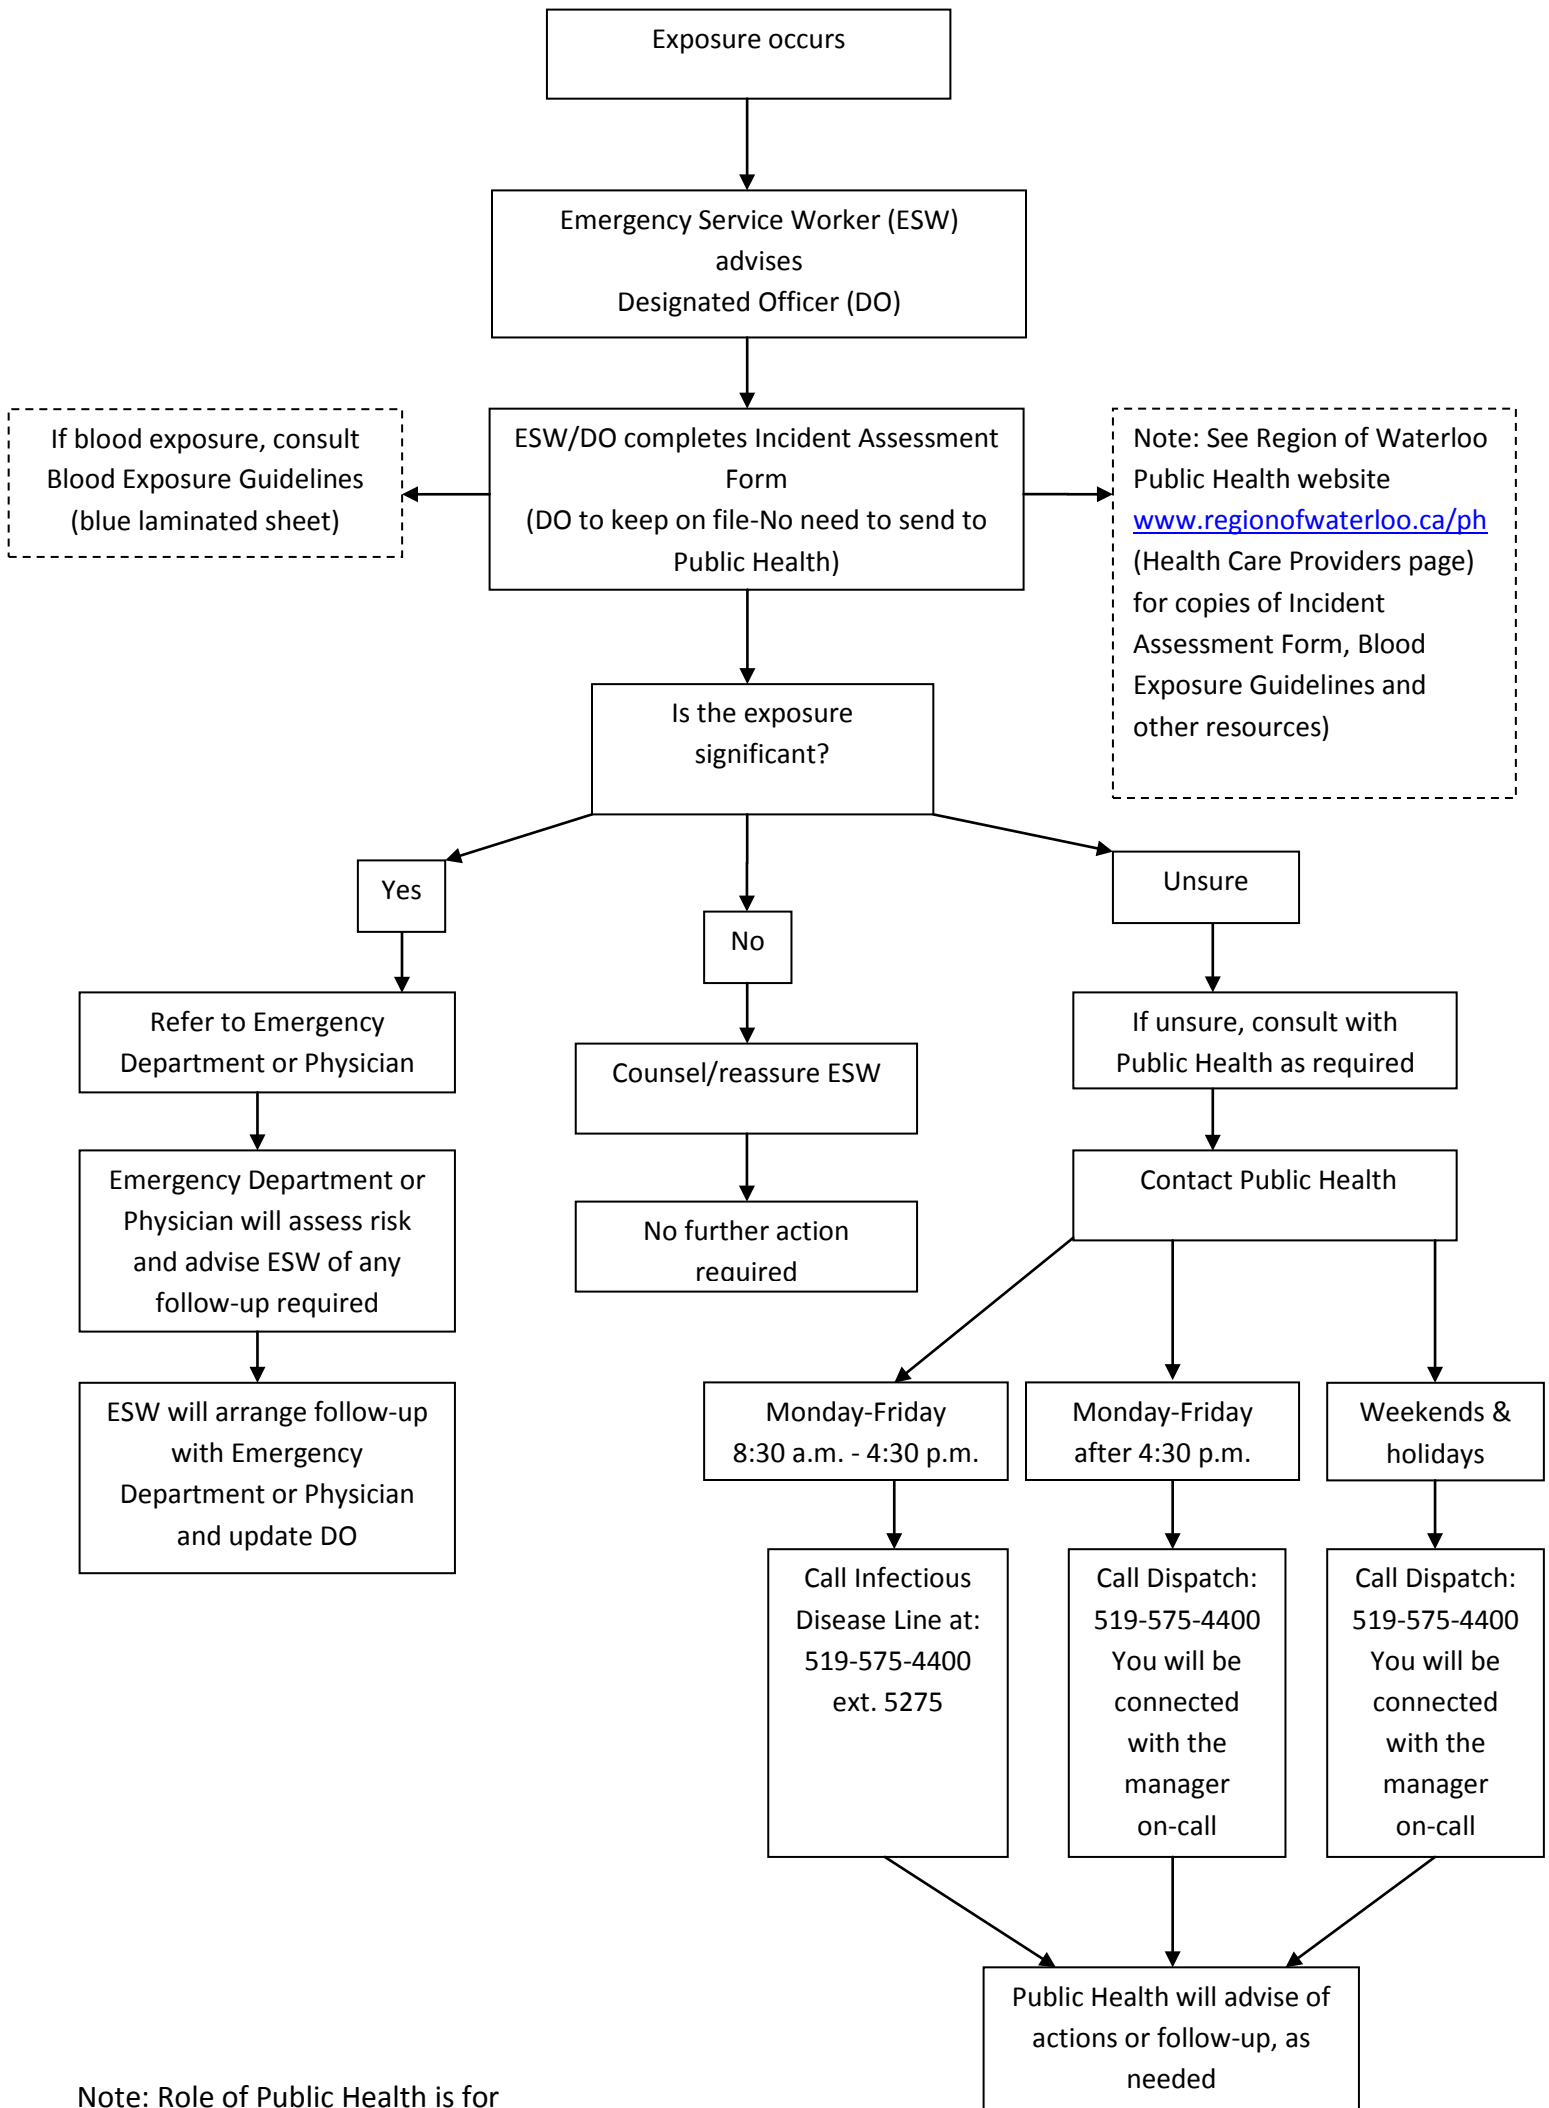 Exposure occurs
Emergency Service Worker (ESW)
advises
Designated Officer (DO)
If blood exposure, consult
Blood Exposure Guidelines
(blue laminated sheet)
ESW/DO completes Incident Assessment
Form
(DO to keep on file-No need to send to
Public Health)
Note: See Region of Waterloo
Public Health website
www.regionofwaterloo.ca/ph
(Health Care Providers page)
for copies of Incident
Assessment Form, Blood
Exposure Guidelines and
other resources)
Is the exposure
significant?
Yes
No
Unsure
Refer to Emergency
Department or Physician
Emergency Department or
Physician will assess risk
and advise ESW of any
follow-up required
ESW will arrange follow-up
with Emergency
Department or Physician
and update DO
Counsel/reassure ESW
No further action
required
If unsure, consult with
Public Health as required
Contact Public Health
Monday-Friday
8:30 a.m. - 4:30 p.m.
Monday-Friday
after 4:30 p.m.
Weekends &
holidays
Call Infectious
Disease Line at:
519-575-4400
ext. 5275
Call Dispatch:
519-575-4400
You will be
connected
with the
manager
on-call
Call Dispatch:
519-575-4400
You will be
connected
with the
manager
on-call
Public Health will advise of
actions or follow-up, as
needed
Note: Role of Public Health is for